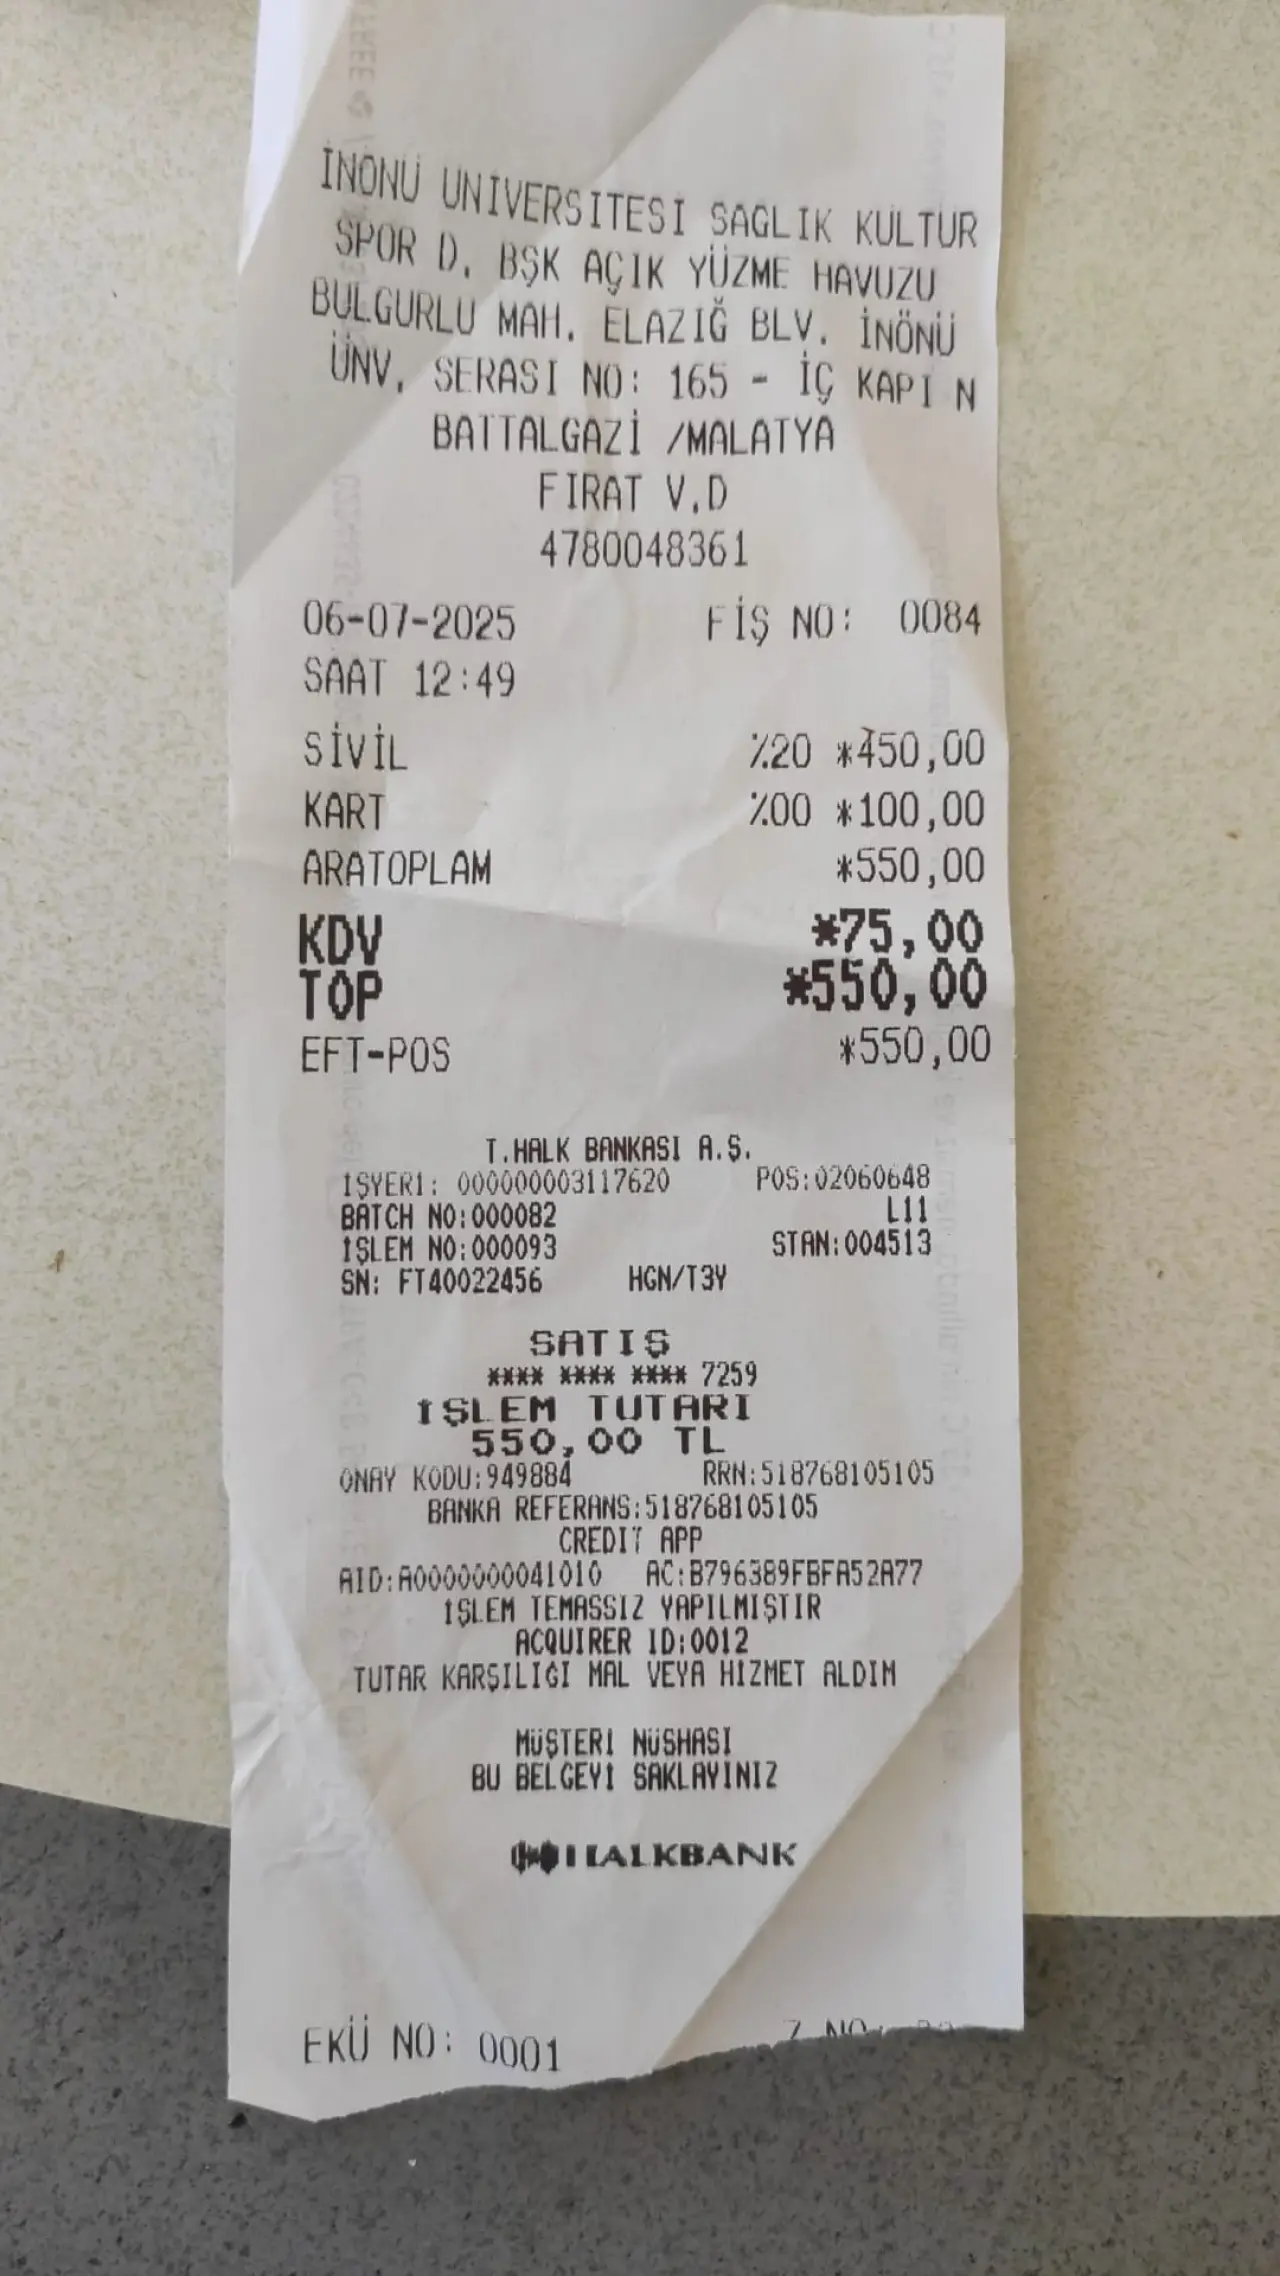 İNÖNÜ ÜNİVERSİTESİ SAĞLIK KÜLTÜR
SPOR D. BŞK AÇIK YÜZME HAVUZU
BULGURLU MAH. ELAZIĞ BLV. İNÖNÜ
ÜNV. SERASI NO: 165 - İÇ KAPI N
BATTALGAZİ /MALATYA
FIRAT V.D
4780048361
06-07-2025 FİŞ NO: 0084
SAAT 12:49
SİVİL %20 *450,00
KART %00 *100,00
ARATOPLAM *550,00
KDV *75,00
TOP *550,00
EFT-POS *550,00
T.HALK BANKASI A.Ş.
İŞYERİ: 000000003117620 POS:02060648
BATCH NO:000082 L11
İŞLEM NO:000093 STAN:004513
SN: FT40022456 HGN/T3Y
SATIŞ
**** **** **** 7259
İŞLEM TUTARI
550,00 TL
ONAY KODU:949884 RRN:518768105105
BANKA REFERANS:518768105105
CREDIT APP
AID:A0000000041010 AC:B796389FBFA52A77
İŞLEM TEMASSIZ YAPILMIŞTIR
ACQUIRER ID:0012
TUTAR KARŞILIĞI MAL VEYA HİZMET ALDIM
MÜŞTERİ NÜSHASI
BU BELGEYİ SAKLAYINIZ
HALKBANK
EKÜ NO: 0001 Z NO: